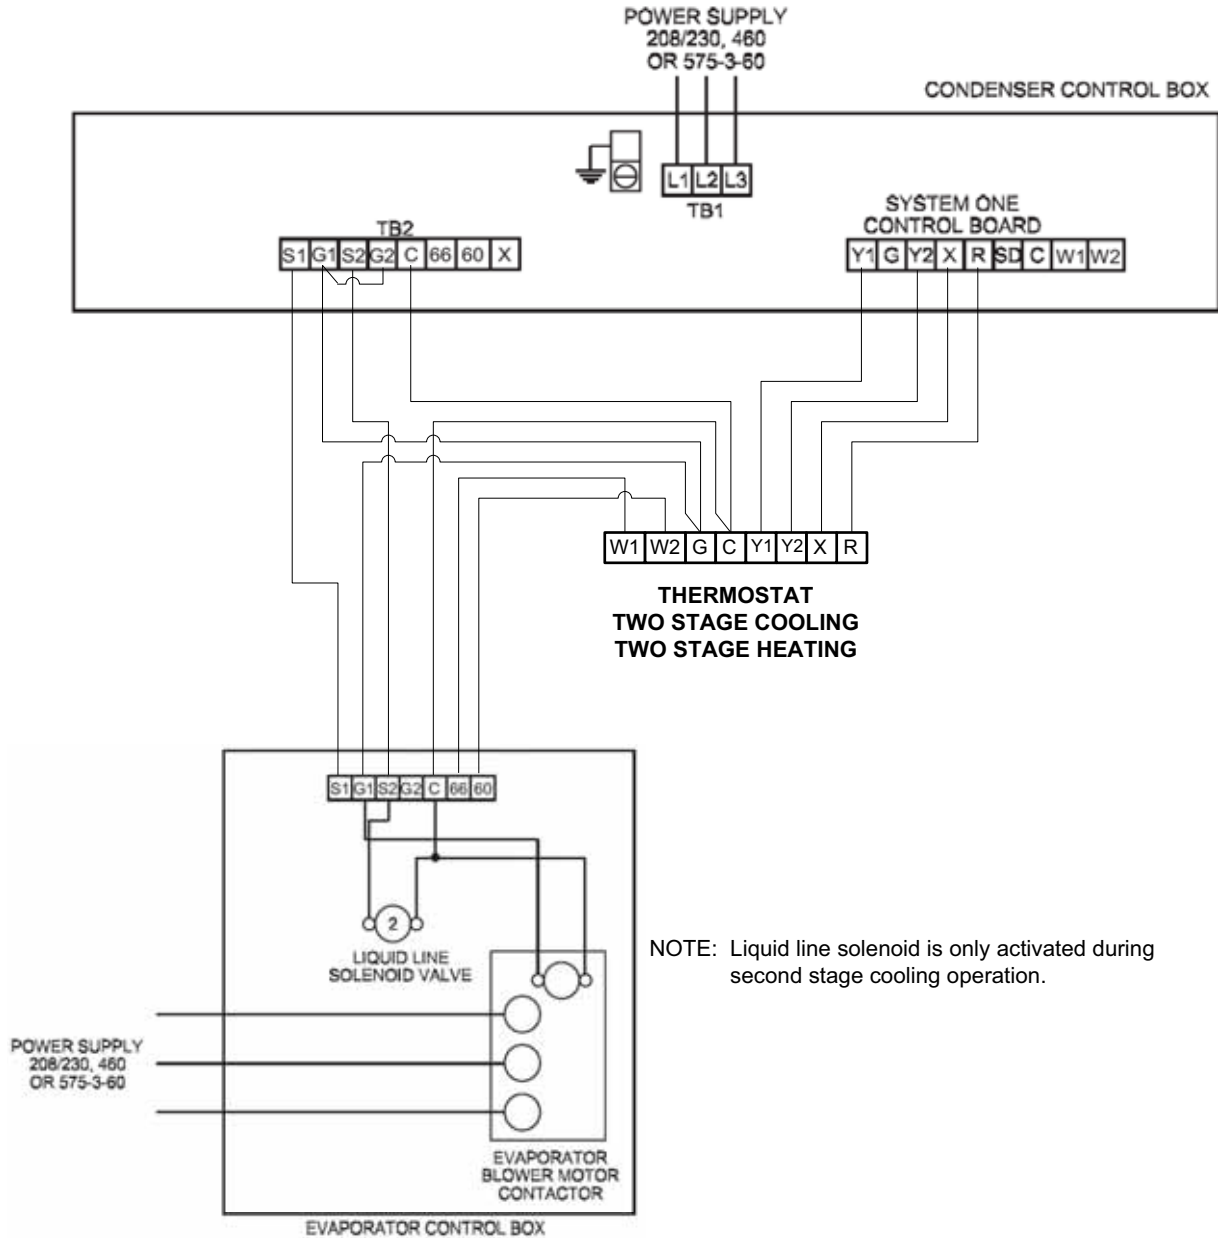 POWER SUPPLY
208/230, 460
OR 575-3-60
CONDENSER CONTROL BOX
L1 L2 L3
TB1
SYSTEM ONE
CONTROL BOARD
TB2
S1 G1 S2 G2 C 66 60 X
Y1 G Y2 X R SD C W1 W2
W1 W2 G C Y1 Y2 X R
THERMOSTAT
TWO STAGE COOLING
TWO STAGE HEATING
S1 G1 S2 G2 C 66 60
2
LIQUID LINE
SOLENOID VALVE
NOTE: Liquid line solenoid is only activated during
second stage cooling operation.
POWER SUPPLY
208/230, 460
OR 575-3-60
EVAPORATOR
BLOWER MOTOR
CONTACTOR
EVAPORATOR CONTROL BOX